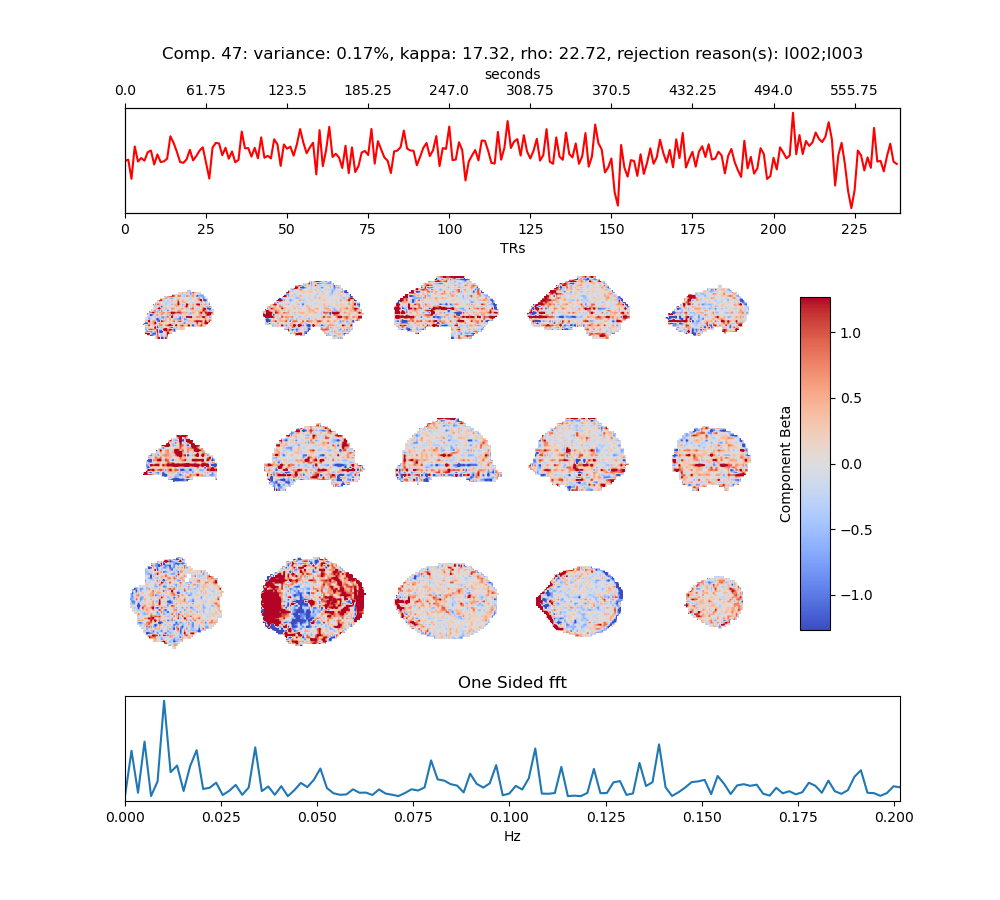 Comp. 47: variance: 0.17%, kappa: 17.32, rho: 22.72, rejection reason(s): I002;I003
seconds
0.0 61.75 123.5 185.25 247.0 308.75 370.5 432.25 494.0 555.75
0 25 50 75 100 125 150 175 200 225
TRs
1.0
0.5
0.0
−0.5
−1.0
Component Beta
One Sided fft
0.000 0.025 0.050 0.075 0.100 0.125 0.150 0.175 0.200
Hz